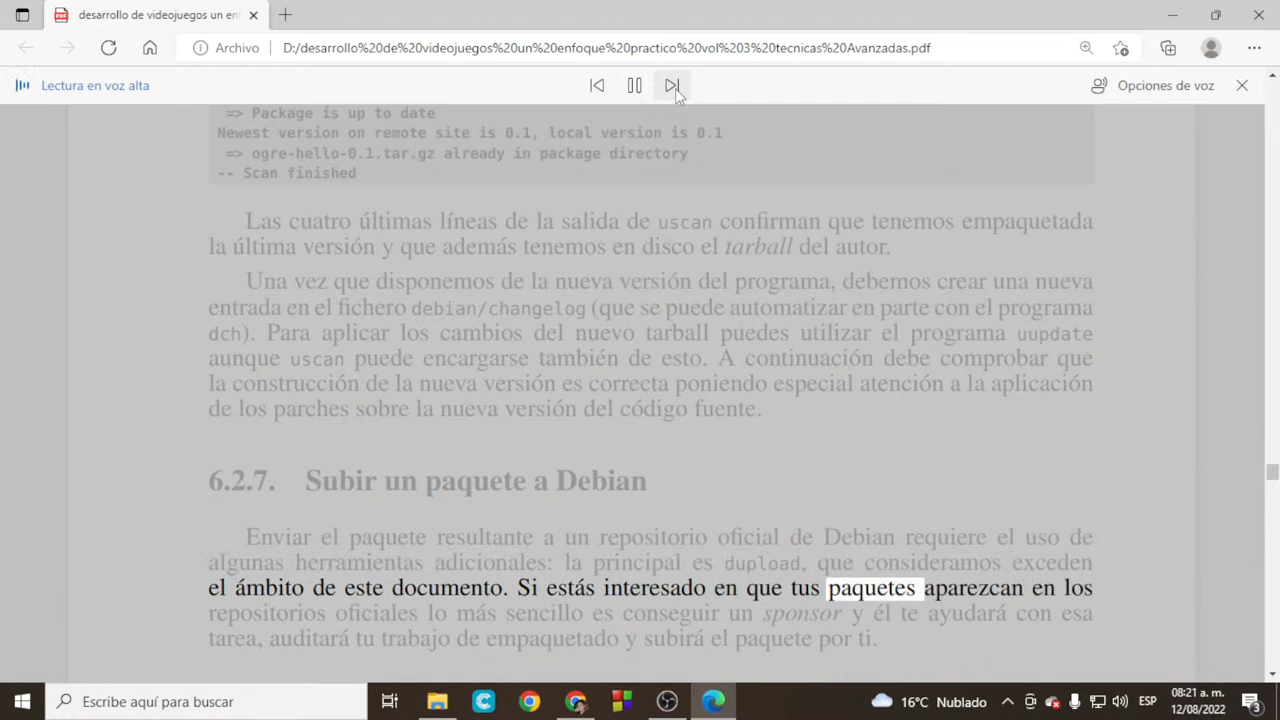 desarrollo de videojuegos un en
Archivo
D:/desarrollo%20de%20videojuegos%20un%20enfoque%20practico%20vol%203%20tecnicas%20Avanzadas.pdf
Lectura en voz alta
Opciones de voz
=> Package is up to date
Newest version on remote site is 0.1, local version is 0.1
=> ogre-hello-0.1.tar.gz already in package directory
-- Scan finished
Las cuatro últimas líneas de la salida de uscan confirman que tenemos empaquetada
la última versión y que además tenemos en disco el tarball del autor.
Una vez que disponemos de la nueva versión del programa, debemos crear una nueva
entrada en el fichero debian/changelog (que se puede automatizar en parte con el programa
dch). Para aplicar los cambios del nuevo tarball puedes utilizar el programa uupdate
aunque uscan puede encargarse también de esto. A continuación debe comprobar que
la construcción de la nueva versión es correcta poniendo especial atención a la aplicación
de los parches sobre la nueva versión del código fuente.
6.2.7. Subir un paquete a Debian
Enviar el paquete resultante a un repositorio oficial de Debian requiere el uso de
algunas herramientas adicionales: la principal es dupload, que consideramos exceden
el ámbito de este documento. Si estás interesado en que tus paquetes aparezcan en los
repositorios oficiales lo más sencillo es conseguir un sponsor y él te ayudará con esa
tarea, auditará tu trabajo de empaquetado y subirá el paquete por ti.
Escribe aquí para buscar
16°C Nublado
ESP
08:21 a. m.
12/08/2022
3